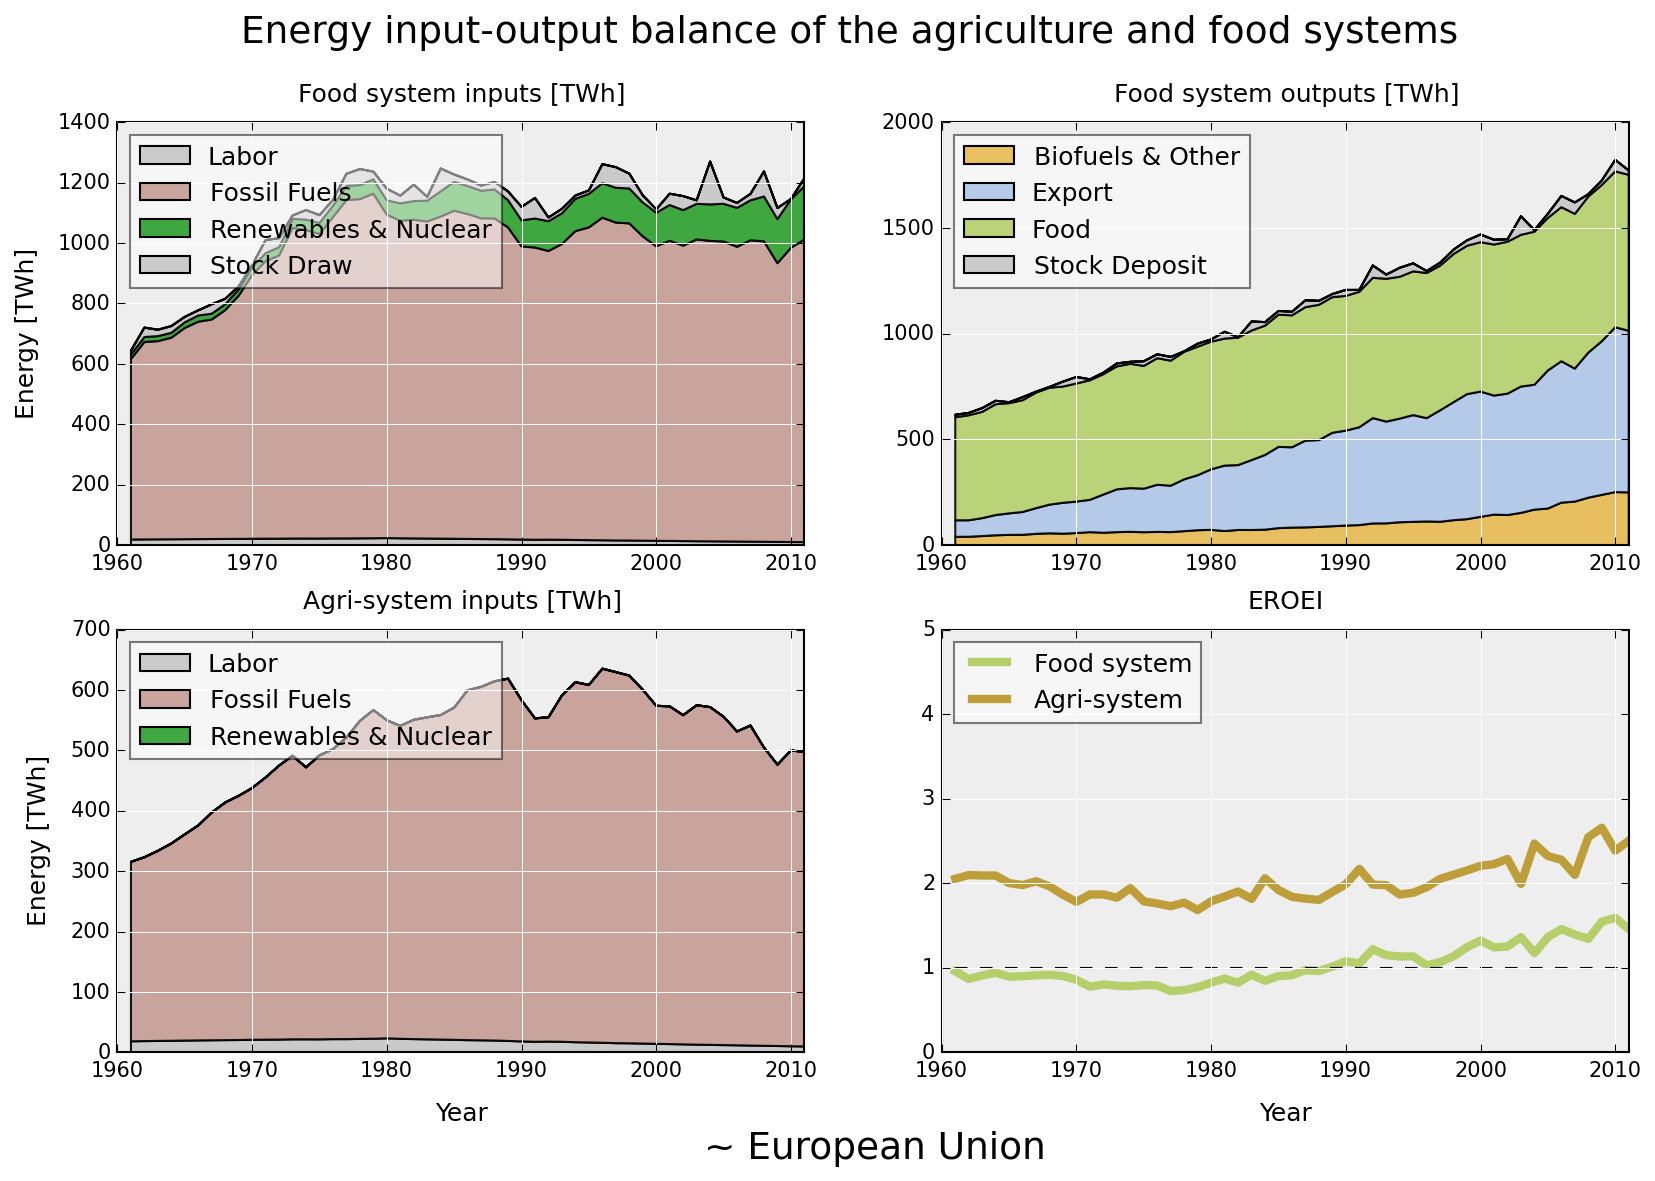 Energy input-output balance of the agriculture and food systems
Food system inputs [TWh]
Energy [TWh]
1400
1200
1000
800
600
400
200
0
Labor
Fossil Fuels
Renewables & Nuclear
Stock Draw
1960 1970 1980 1990 2000 2010
Food system outputs [TWh]
2000
1500
1000
500
0
Biofuels & Other
Export
Food
Stock Deposit
1960 1970 1980 1990 2000 2010
Agri-system inputs [TWh]
Energy [TWh]
700
600
500
400
300
200
100
0
Labor
Fossil Fuels
Renewables & Nuclear
1960 1970 1980 1990 2000 2010
Year
EROEI
5
4
3
2
1
0
Food system
Agri-system
1960 1970 1980 1990 2000 2010
Year
~ European Union